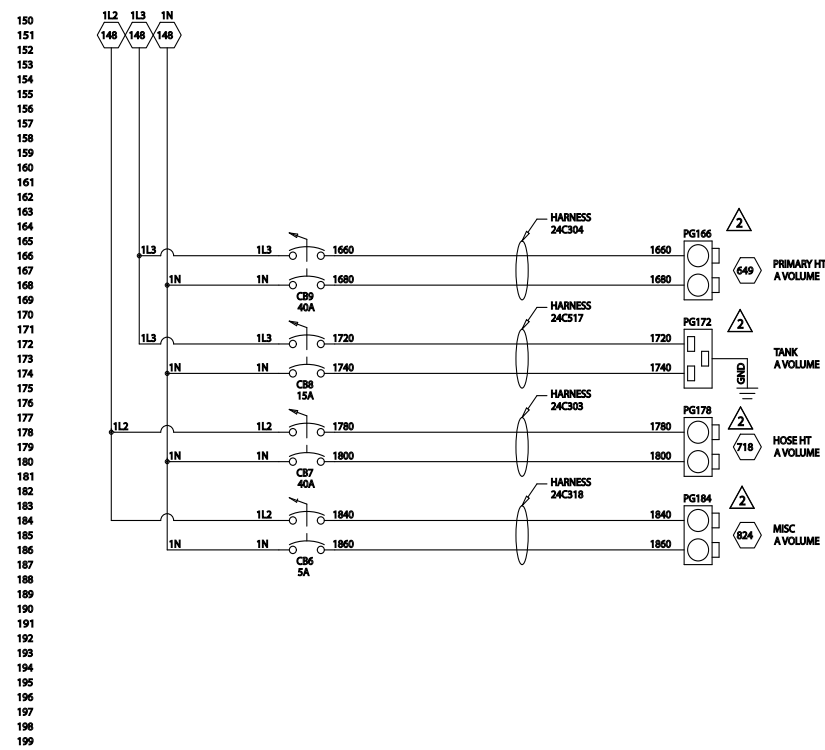 150 1L2 1L3 1N
151 148 148 148
152
153
154
155
156
157
158
159
160
161
162
163 HARNESS
164 24C304 2
165 PG166
166 1L3 1L3 1660 1660
167 649 PRIMARY HT
168 1N 1N 1680 1680 A VOLUME
169 CB9
170 40A HARNESS
171 24C517 PG172 2
172 1L3 1L3 1720 1720
173 TANK
174 1N 1N 1740 1740 GND A VOLUME
175 CB8
176 15A HARNESS
177 24C303 PG178 2
178 1L2 1L2 1780 1780
179 718 HOSE HT
180 1N 1N 1800 1800 A VOLUME
181 CB7
182 40A HARNESS
183 24C318 PG184 2
184 1L2 1840 1840
185 824 MISC
186 1N 1N 1860 1860 A VOLUME
187 CB6
188 5A
189
190
191
192
193
194
195
196
197
198
199